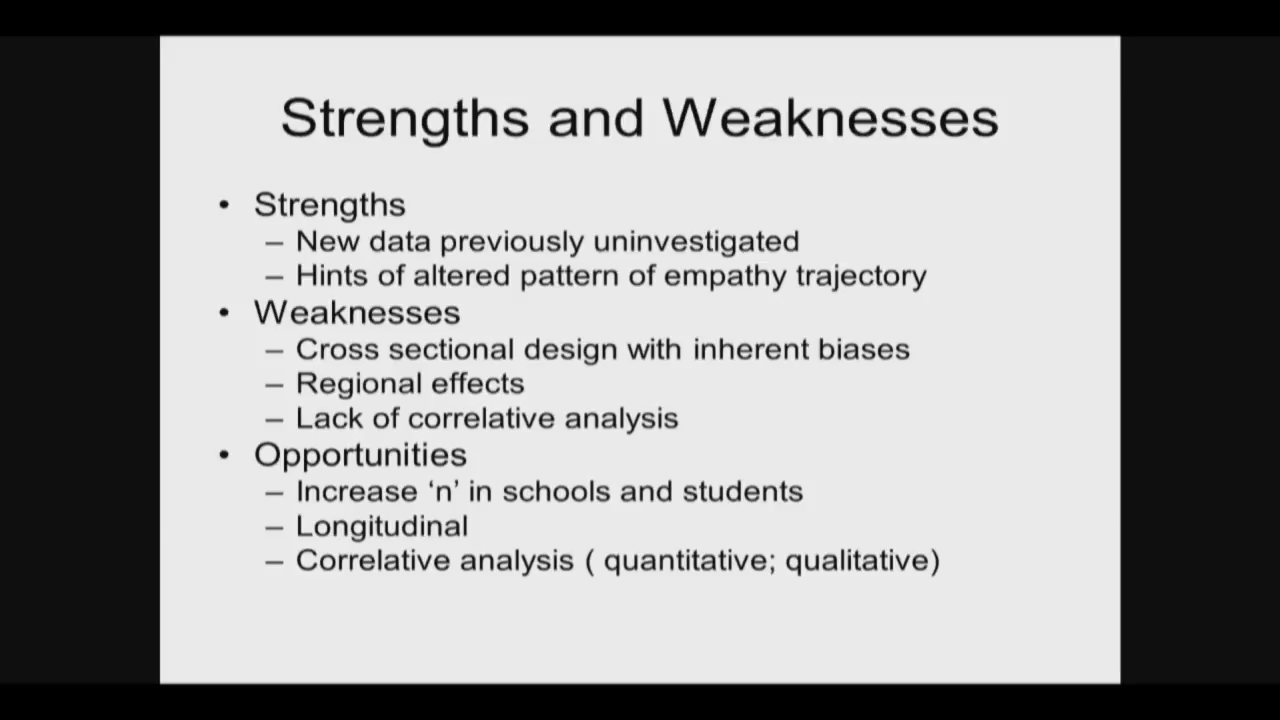 Strengths and Weaknesses
• Strengths
– New data previously uninvestigated
– Hints of altered pattern of empathy trajectory
• Weaknesses
– Cross sectional design with inherent biases
– Regional effects
– Lack of correlative analysis
• Opportunities
– Increase ‘n’ in schools and students
– Longitudinal
– Correlative analysis ( quantitative; qualitative)